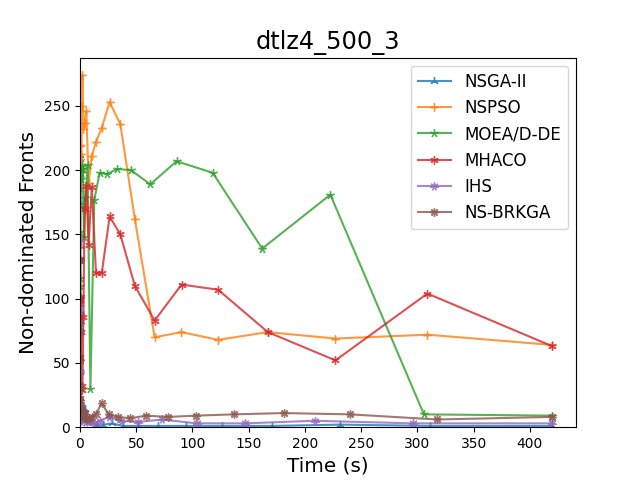 dtlz4_500_3
Non-dominated Fronts
250
200
150
100
50
0
0 50 100 150 200 250 300 350 400
Time (s)
NSGA-II
NSPSO
MOEA/D-DE
MHACO
IHS
NS-BRKGA